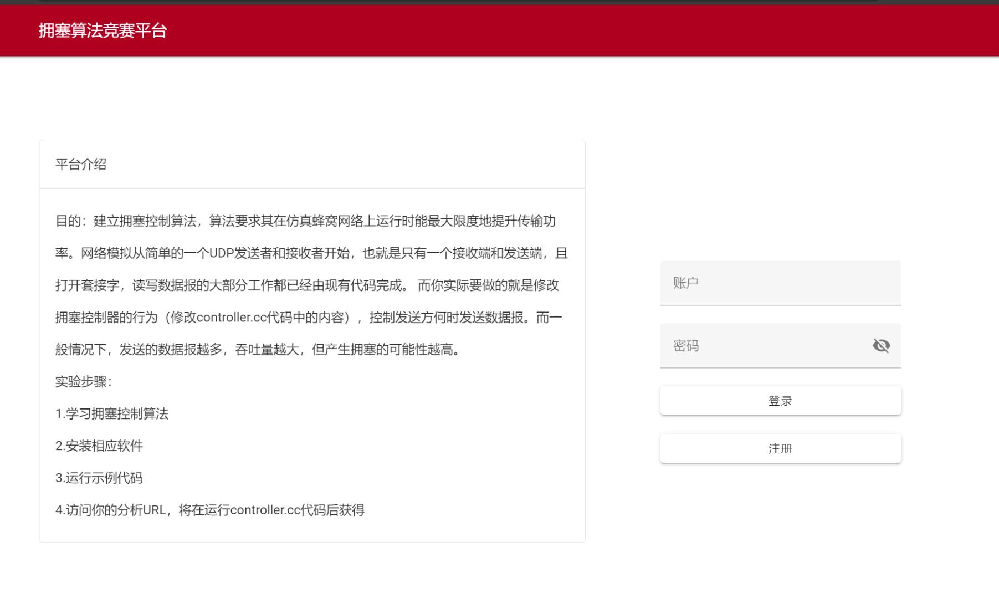 拥塞算法竞赛平台
平台介绍
目的：建立拥塞控制算法，算法要求其在仿真蜂窝网络上运行时能最大限度地提升传输功
率。网络模拟从简单的一个UDP发送者和接收者开始，也就是只有一个接收端和发送端，且
打开套接字，读写数据报的大部分工作都已经由现有代码完成。 而你实际要做的就是修改
拥塞控制器的行为（修改controller.cc代码中的内容），控制发送方何时发送数据报。而一
般情况下，发送的数据报越多，吞吐量越大，但产生拥塞的可能性越高。
实验步骤：
1.学习拥塞控制算法
2.安装相应软件
3.运行示例代码
4.访问你的分析URL，将在运行controller.cc代码后获得
账户
密码
登录
注册